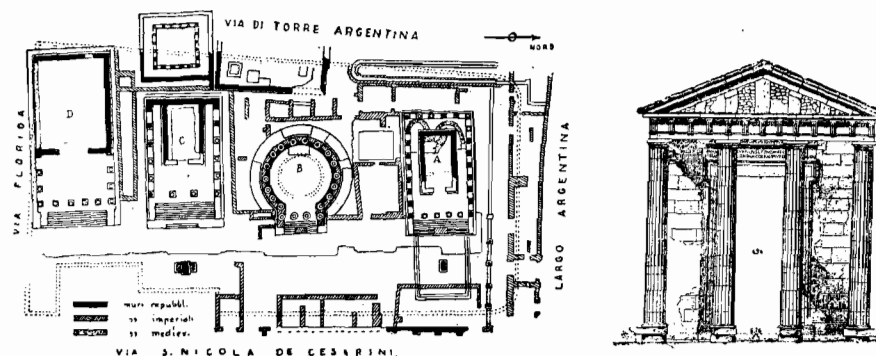 VIA DI TORRE ARGENTINA
NORD
VIA FLORIDA
D
C
B
A
LARGO ARGENTINA
muri repubbl.
" imperiali
" mediev.
VIA S. NICOLA DE CESARINI.